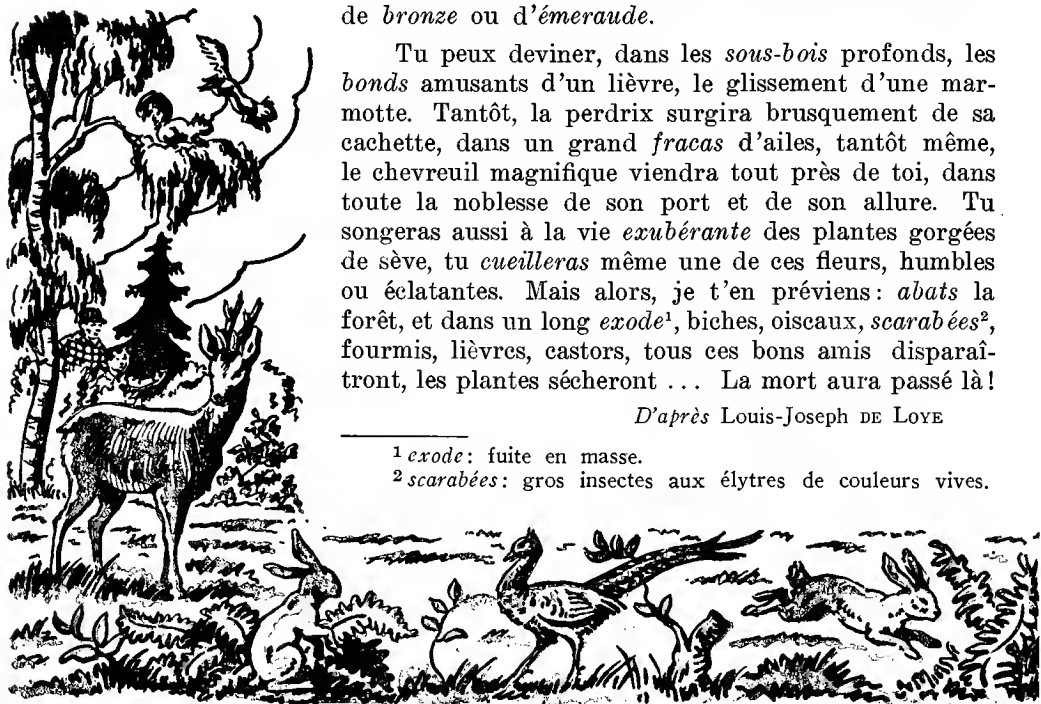 de bronze ou d'émeraude.
Tu peux deviner, dans les sous-bois profonds, les
bonds amusants d'un lièvre, le glissement d'une mar-
motte. Tantôt, la perdrix surgira brusquement de sa
cachette, dans un grand fracas d'ailes, tantôt même,
le chevreuil magnifique viendra tout près de toi, dans
toute la noblesse de son port et de son allure. Tu
songeras aussi à la vie exubérante des plantes gorgées
de sève, tu cueilleras même une de ces fleurs, humbles
ou éclatantes. Mais alors, je t'en préviens : abats la
forêt, et dans un long exode¹, biches, oiscaux, scarabées²,
fourmis, lièvrcs, castors, tous ces bons amis disparaî-
tront, les plantes sécheront ... La mort aura passé là!
D'après Louis-Joseph DE LOYE
¹ exode : fuite en masse.
² scarabées : gros insectes aux élytres de couleurs vives.